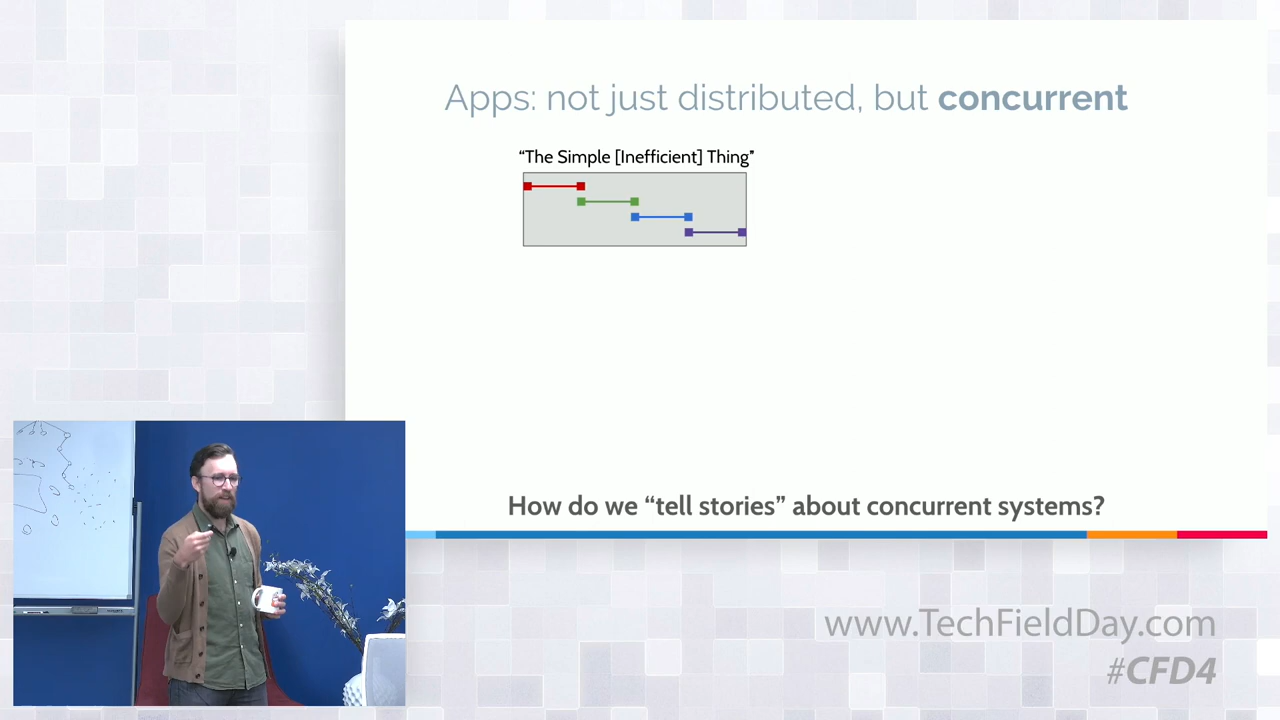 Apps: not just distributed, but concurrent
“The Simple [Inefficient] Thing”
How do we “tell stories” about concurrent systems?
www.TechFieldDay.com
#CFD4